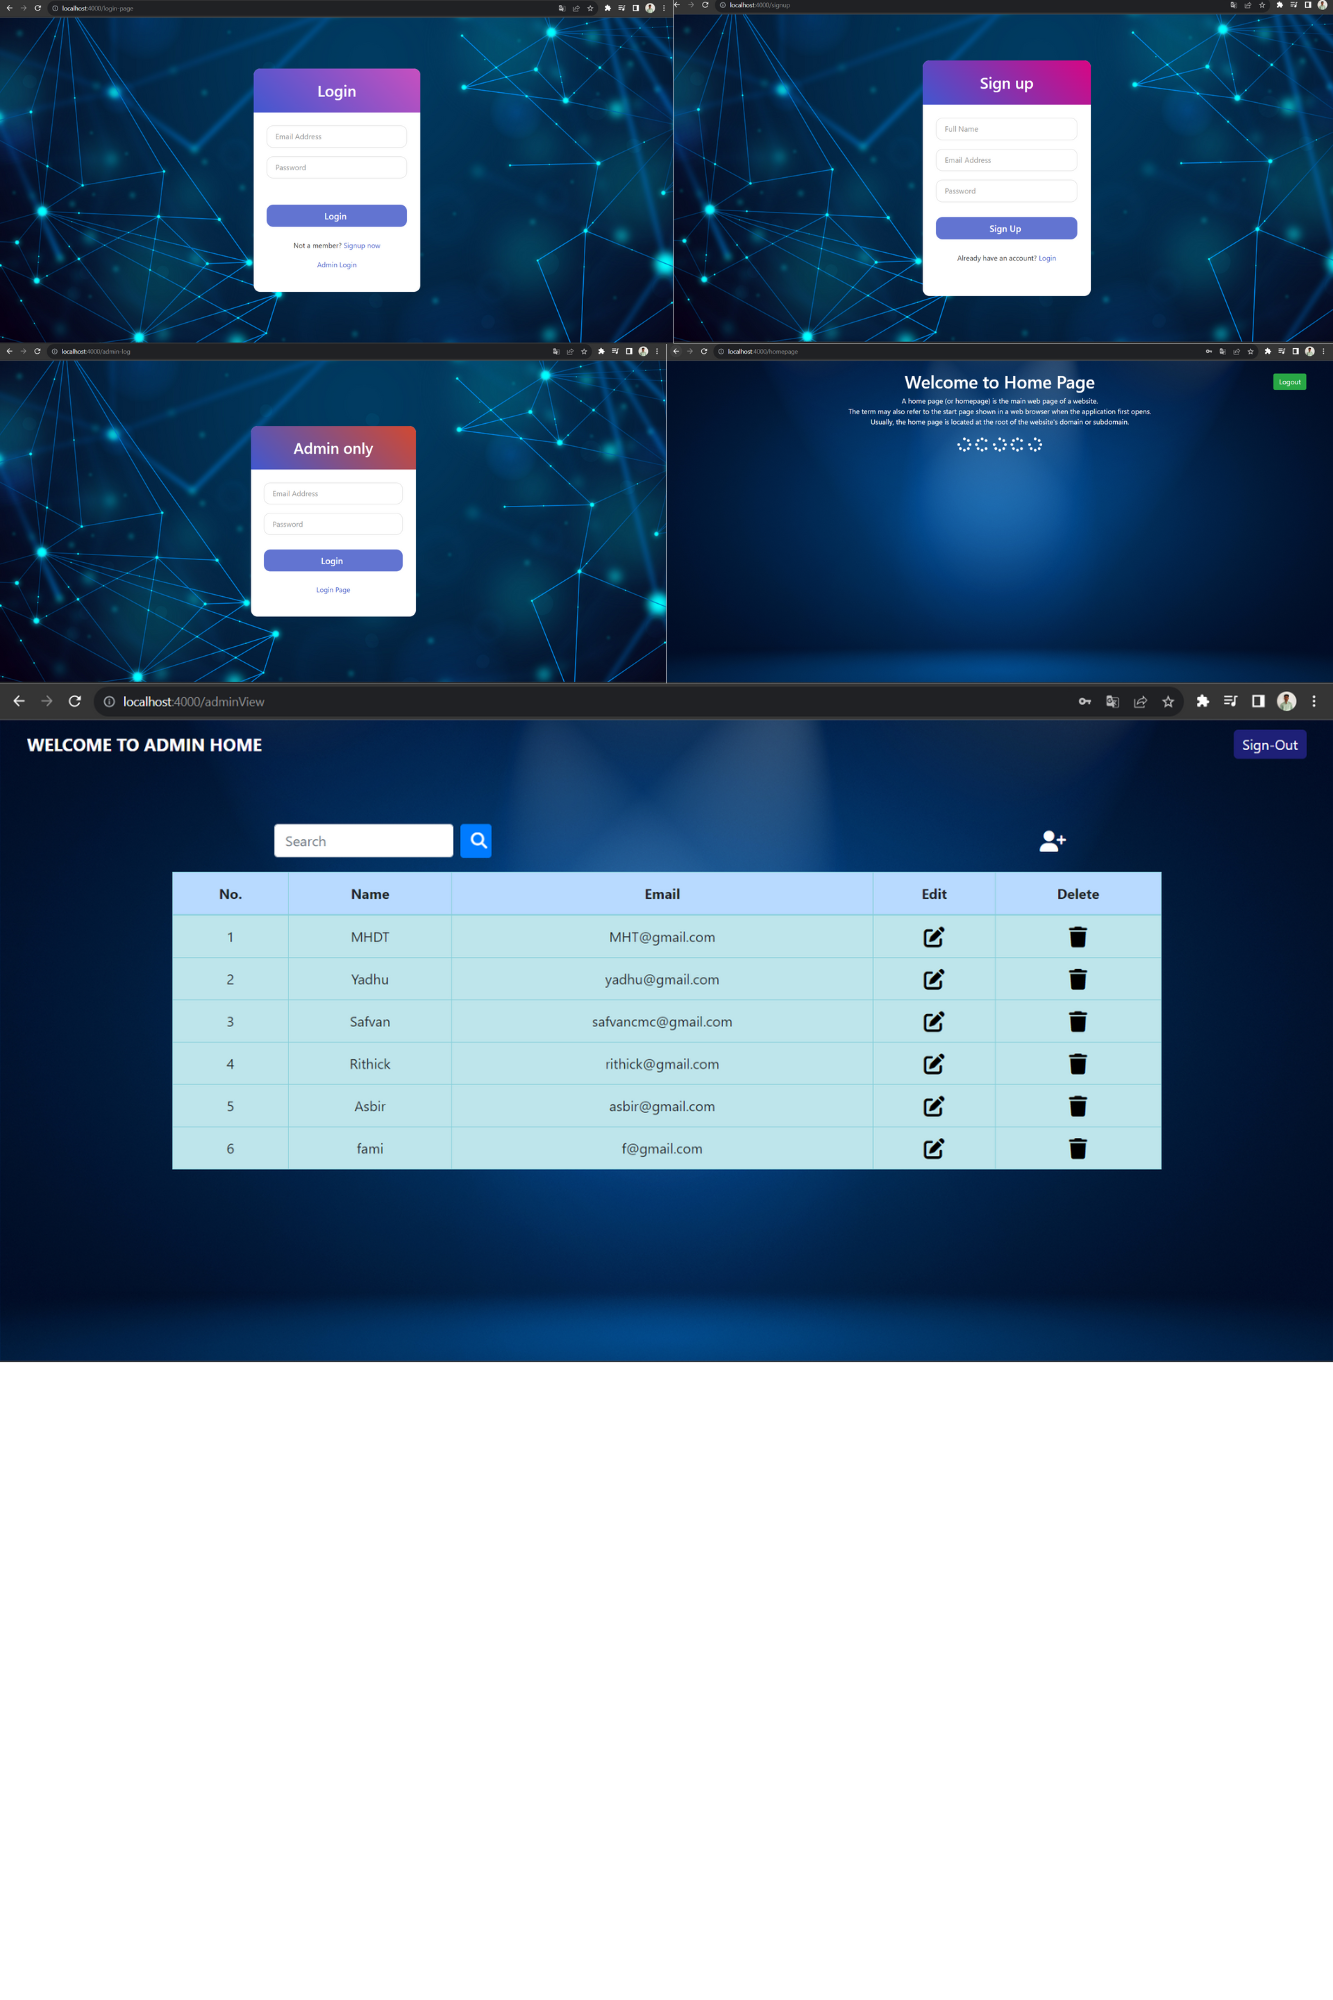 localhost:4000/login-page
Login
Email Address
Password
Login
Not a member? Signup now
Admin Login
localhost:4000/signup
Sign up
Full Name
Email Address
Password
Sign Up
Already have an account? Login
localhost:4000/admin-log
Admin only
Email Address
Password
Login
Login Page
localhost:4000/homepage
Welcome to Home Page
Logout
A home page (or homepage) is the main web page of a website.
The term may also refer to the start page shown in a web browser when the application first opens.
Usually, the home page is located at the root of the website's domain or subdomain.
localhost:4000/adminView
WELCOME TO ADMIN HOME
Sign-Out
Search
No. Name Email Edit Delete
1 MHDT MHT@gmail.com
2 Yadhu yadhu@gmail.com
3 Safvan safvancmc@gmail.com
4 Rithick rithick@gmail.com
5 Asbir asbir@gmail.com
6 fami f@gmail.com